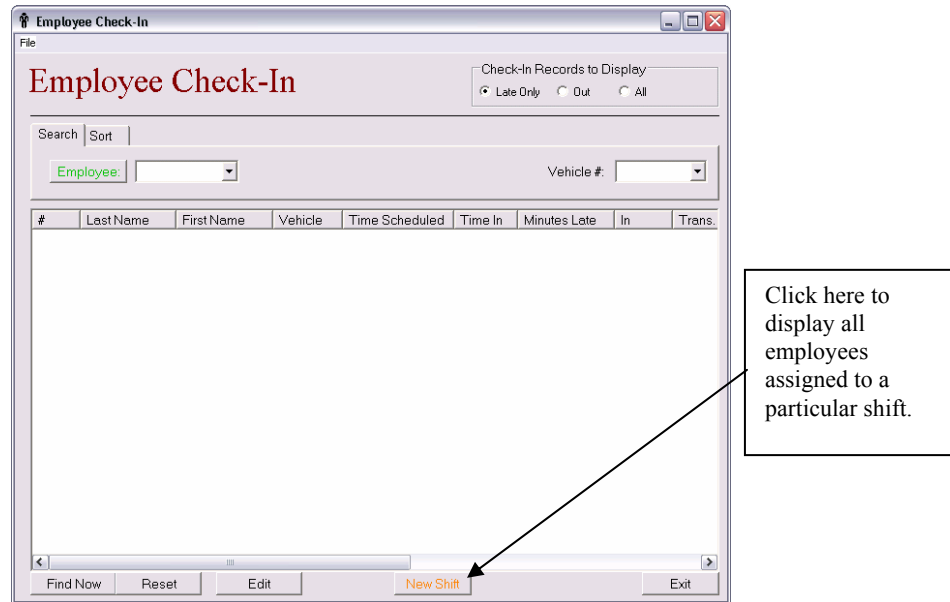 Employee Check-In
File
Employee Check-In
Check-In Records to Display
Late Only Out All
Search Sort
Employee: Vehicle #:
# Last Name First Name Vehicle Time Scheduled Time In Minutes Late In Trans.
Click here to
display all
employees
assigned to a
particular shift.
Find Now Reset Edit New Shift Exit